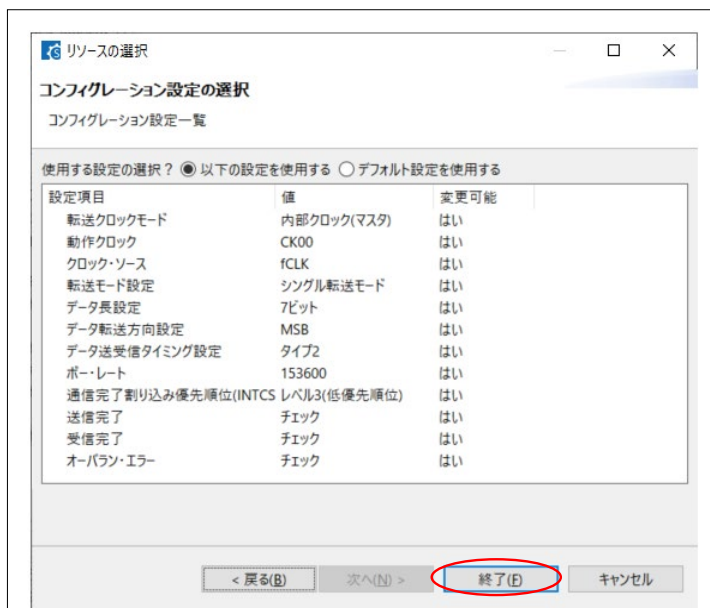 リソースの選択
コンフィグレーション設定の選択
コンフィグレーション設定一覧
使用する設定の選択？ 以下の設定を使用する デフォルト設定を使用する
設定項目 値 変更可能
転送クロックモード 内部クロック(マスタ) はい
動作クロック CK00 はい
クロック・ソース fCLK はい
転送モード設定 シングル転送モード はい
データ長設定 7ビット はい
データ転送方向設定 MSB はい
データ送受信タイミング設定 タイプ2 はい
ボー・レート 153600 はい
通信完了割り込み優先順位(INTCS レベル3(低優先順位) はい
送信完了 チェック はい
受信完了 チェック はい
オーバラン・エラー チェック はい
< 戻る(B) 次へ(N) > 終了(F) キャンセル